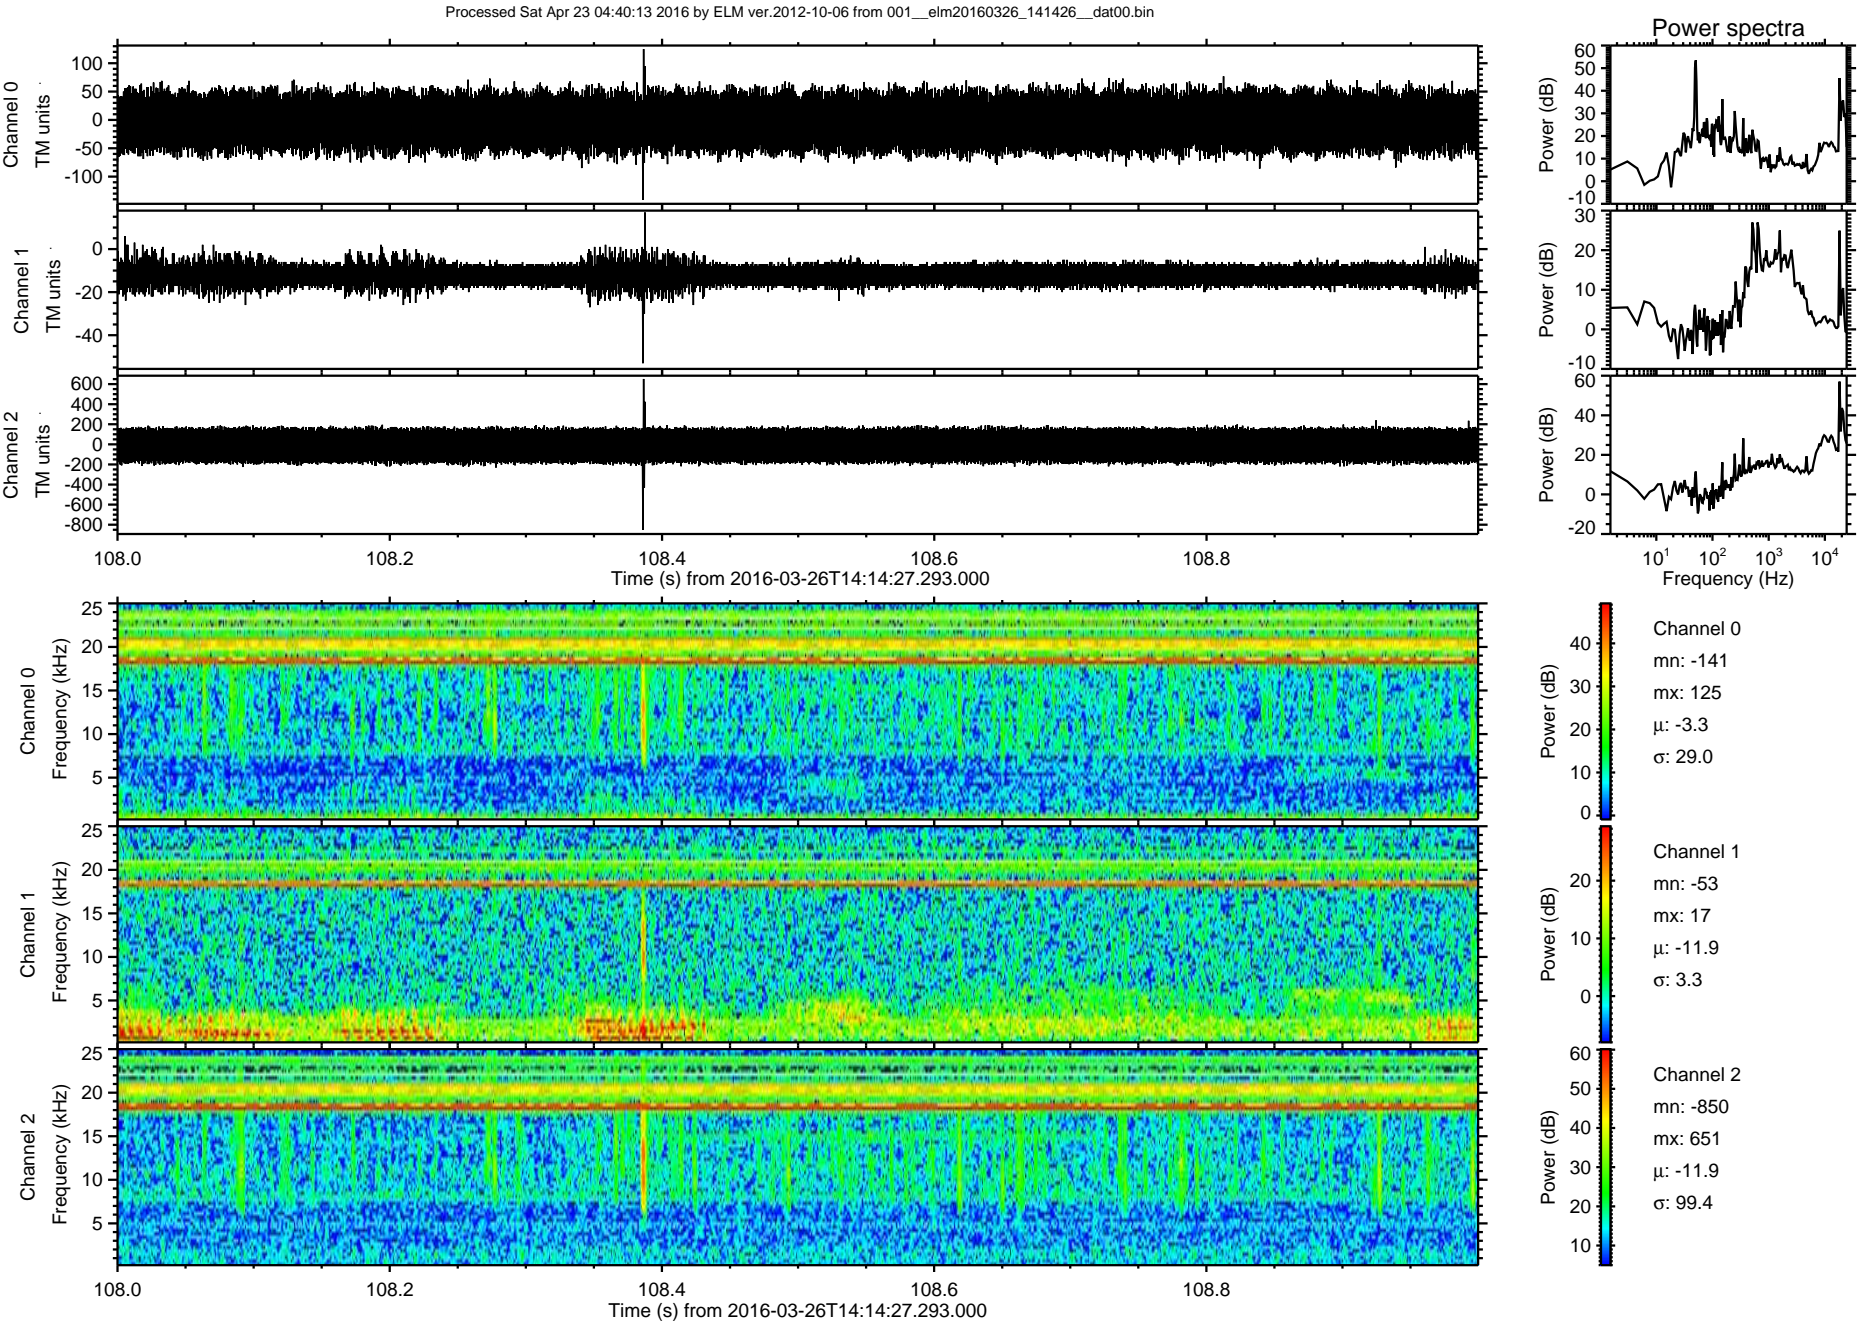 Processed Sat Apr 23 04:40:13 2016 by ELM ver.2012-10-06 from 001__elm20160326_141426__dat00.bin
Power spectra
Channel 0
TM units
100
50
0
-50
-100
Power (dB)
60
50
40
30
20
10
0
-10
Channel 1
TM units
0
-20
-40
Power (dB)
30
20
10
0
-10
Channel 2
TM units
600
400
200
0
-200
-400
-600
-800
Power (dB)
60
40
20
0
-20
108.0 108.2 108.4 108.6 108.8
Time (s) from 2016-03-26T14:14:27.293.000
10^1 10^2 10^3 10^4
Frequency (Hz)
Channel 0
Frequency (kHz)
25
20
15
10
5
Power (dB)
40
30
20
10
0
Channel 0
mn: -141
mx: 125
μ: -3.3
σ: 29.0
Channel 1
Frequency (kHz)
25
20
15
10
5
Power (dB)
20
10
0
Channel 1
mn: -53
mx: 17
μ: -11.9
σ: 3.3
Channel 2
Frequency (kHz)
25
20
15
10
5
Power (dB)
60
50
40
30
20
10
Channel 2
mn: -850
mx: 651
μ: -11.9
σ: 99.4
108.0 108.2 108.4 108.6 108.8
Time (s) from 2016-03-26T14:14:27.293.000